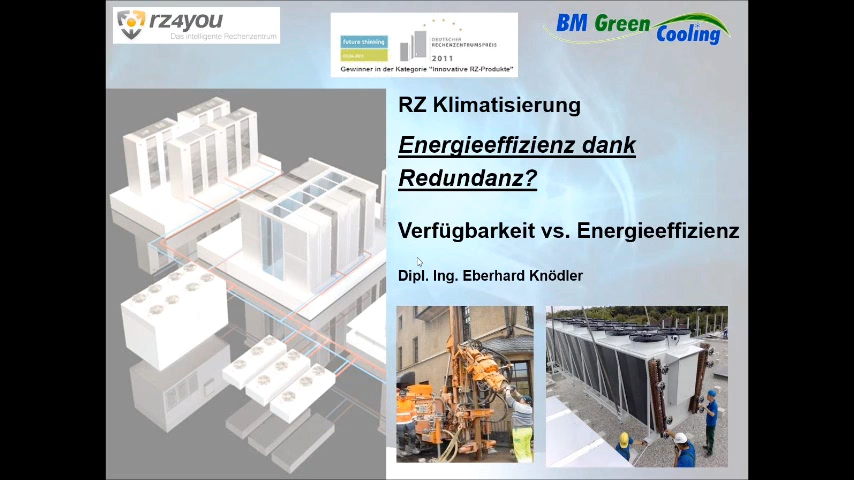 rz4you
Das intelligente Rechenzentrum
future thinking
DEUTSCHER
RECHENZENTRUMSPREIS
2011
Gewinner in der Kategorie "Innovative RZ-Produkte"
BM Green
Cooling
RZ Klimatisierung
Energieeffizienz dank
Redundanz?
Verfügbarkeit vs. Energieeffizienz
Dipl. Ing. Eberhard Knödler